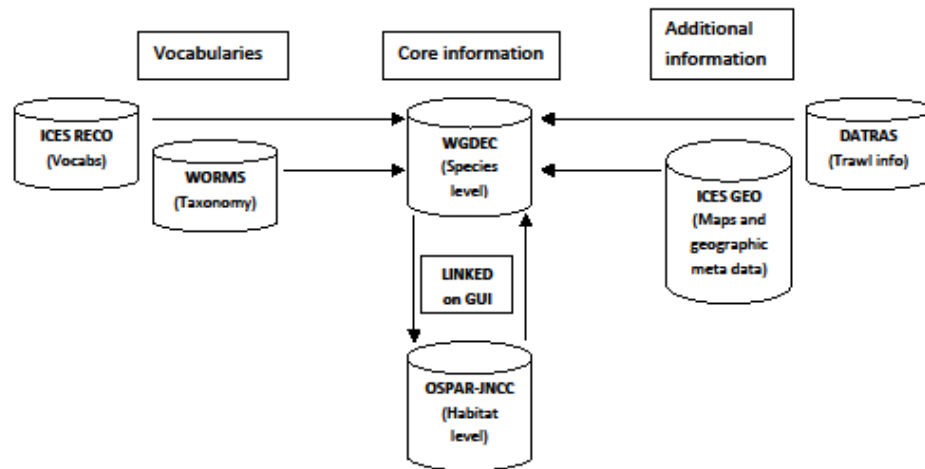 Vocabularies
Core information
Additional
information
ICES RECO
(Vocabs)
WORMS
(Taxonomy)
WGDEC
(Species
level)
DATRAS
(Trawl info)
ICES GEO
(Maps and
geographic
meta data)
LINKED
on GUI
OSPAR-JNCC
(Habitat
level)